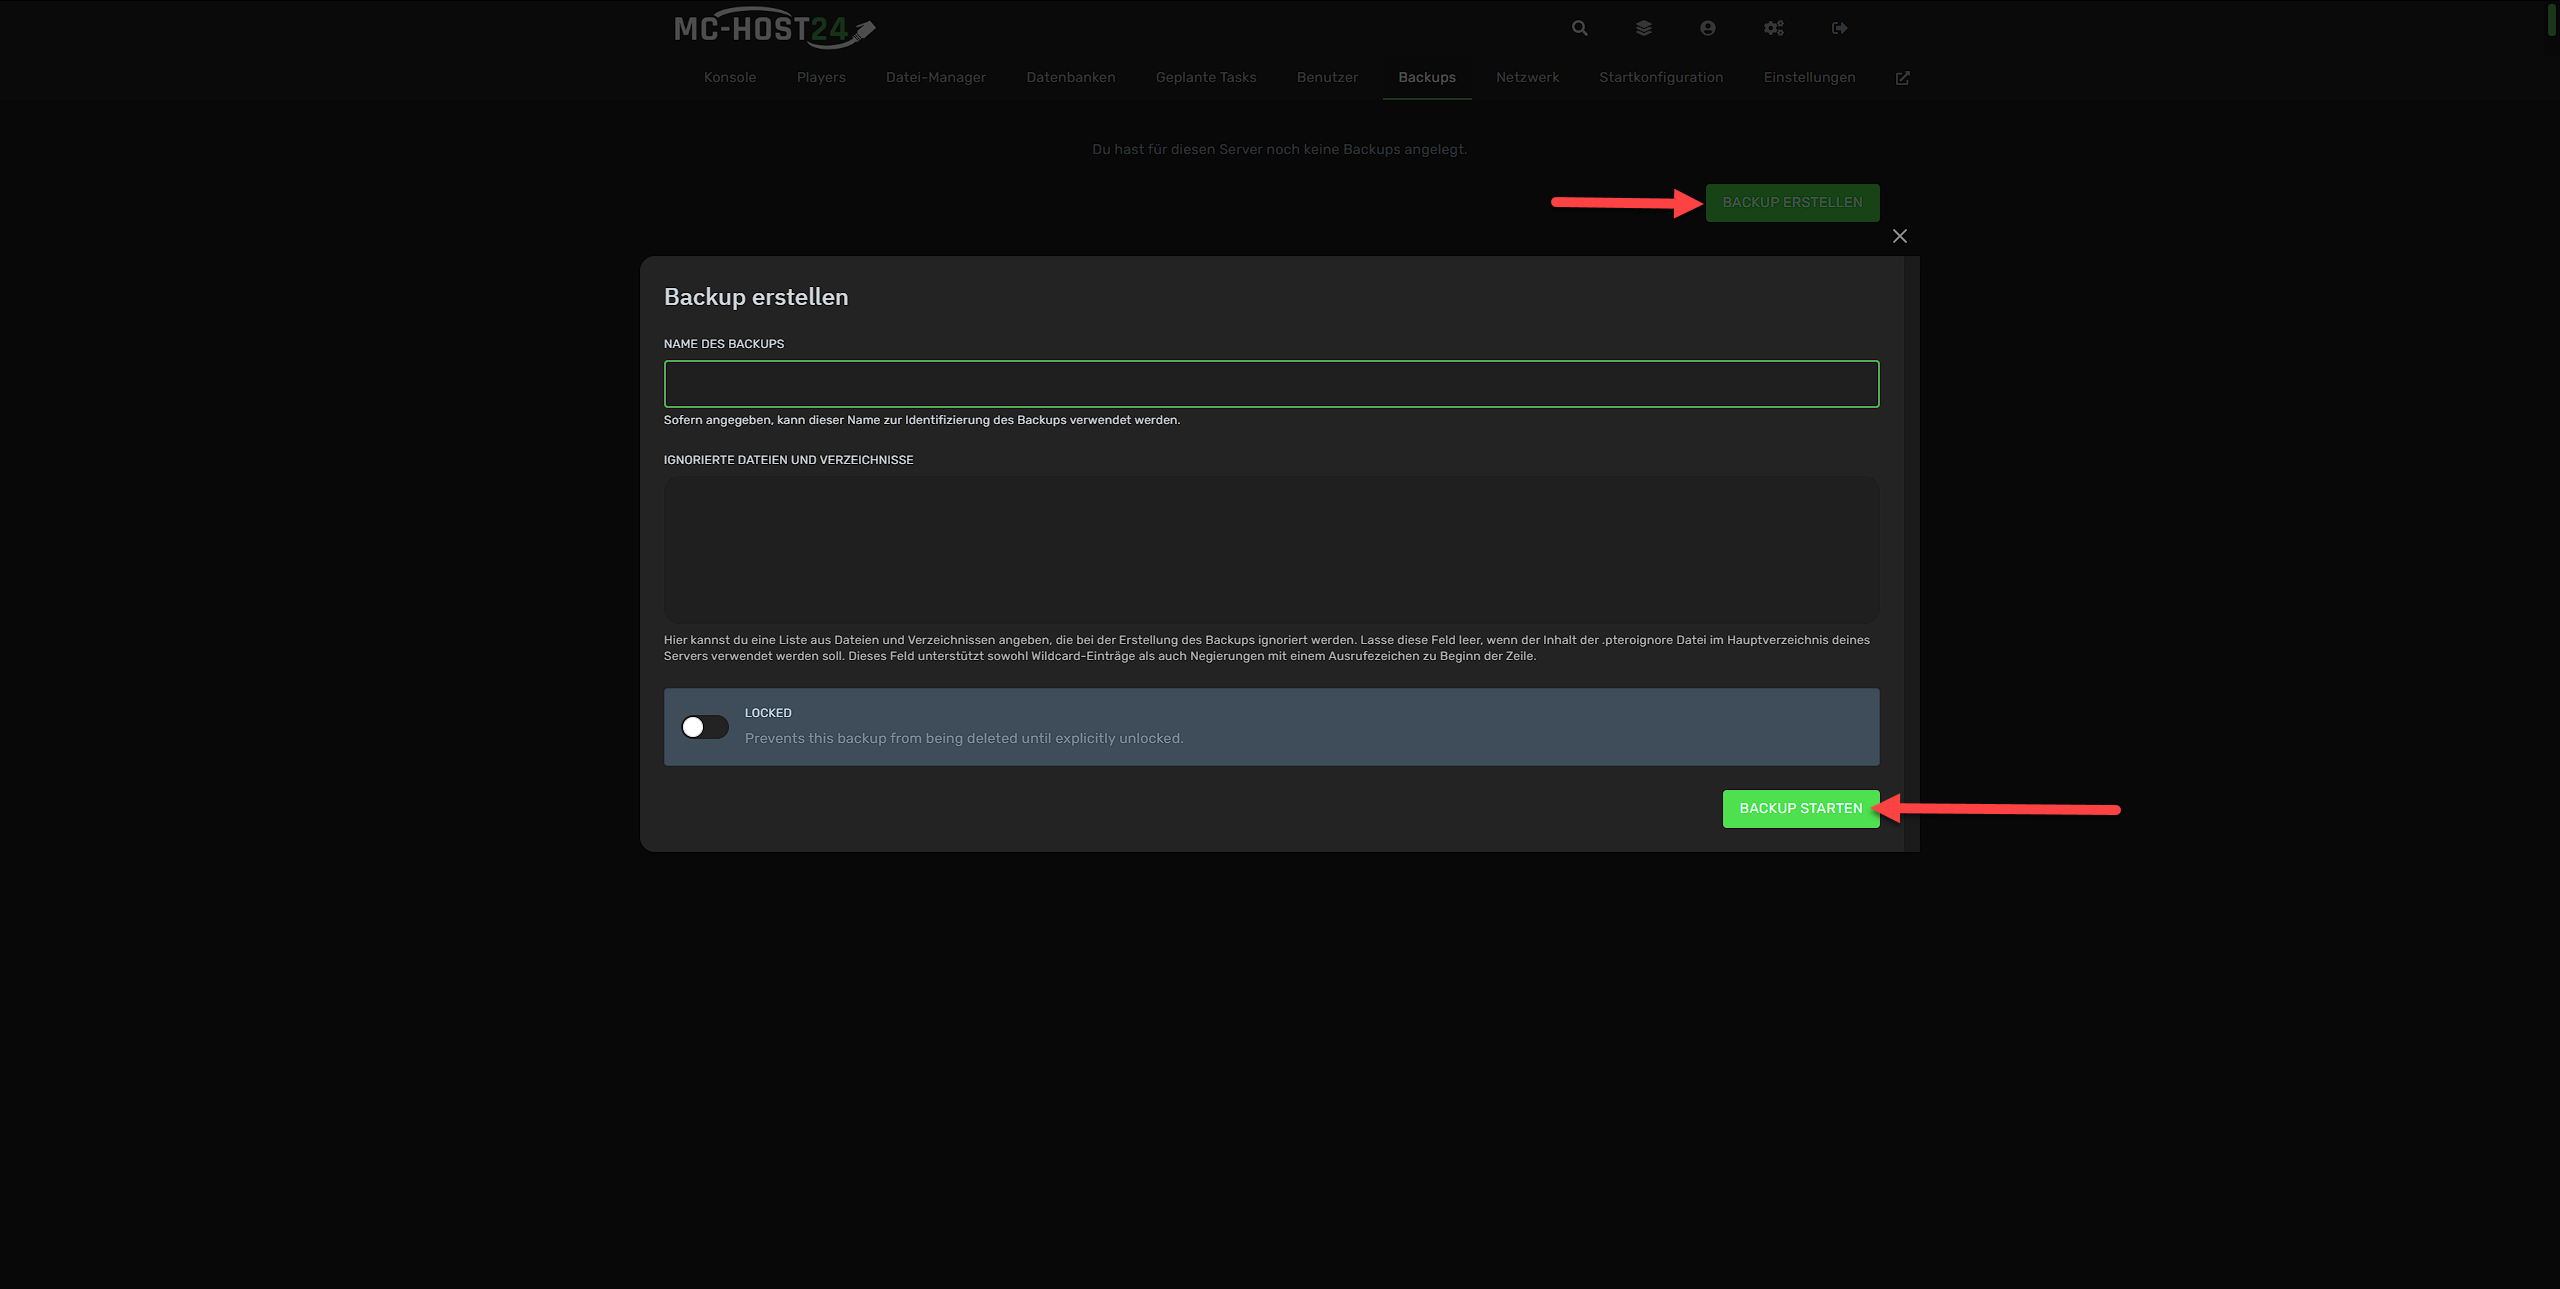 MC-HOST24
Konsole Players Datei-Manager Datenbanken Geplante Tasks Benutzer Backups Netzwerk Startkonfiguration Einstellungen
Du hast für diesen Server noch keine Backups angelegt.
BACKUP ERSTELLEN
Backup erstellen
NAME DES BACKUPS
Sofern angegeben, kann dieser Name zur Identifizierung des Backups verwendet werden.
IGNORIERTE DATEIEN UND VERZEICHNISSE
Hier kannst du eine Liste aus Dateien und Verzeichnissen angeben, die bei der Erstellung des Backups ignoriert werden. Lasse diese Feld leer, wenn der Inhalt der .pteroignore Datei im Hauptverzeichnis deines
Servers verwendet werden soll. Dieses Feld unterstützt sowohl Wildcard-Einträge als auch Negierungen mit einem Ausrufezeichen zu Beginn der Zeile.
LOCKED
Prevents this backup from being deleted until explicitly unlocked.
BACKUP STARTEN